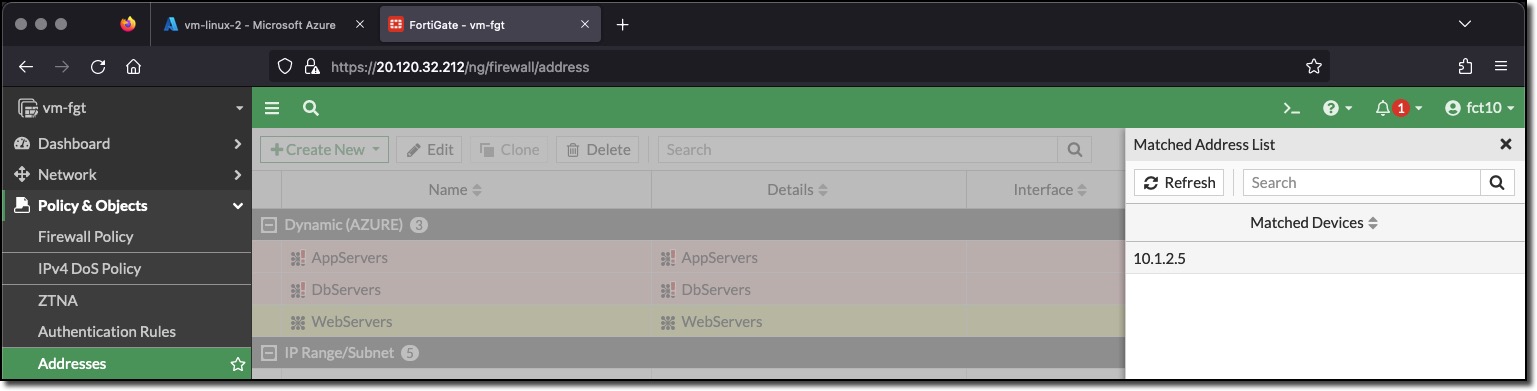 vm-linux-2 - Microsoft Azure
FortiGate - vm-fgt
https://20.120.32.212/ng/firewall/address
vm-fgt
1
fct10
Dashboard
Network
Policy & Objects
Firewall Policy
IPv4 DoS Policy
ZTNA
Authentication Rules
Addresses
Create New
Edit
Clone
Delete
Search
Name
Details
Interface
Dynamic (AZURE) 3
AppServers
AppServers
DbServers
DbServers
WebServers
WebServers
IP Range/Subnet 5
Matched Address List
Refresh
Search
Matched Devices
10.1.2.5